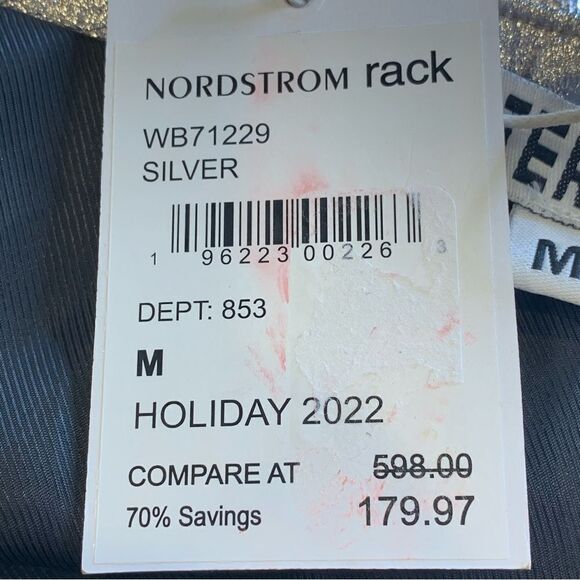 NORDSTROM rack
WB71229
SILVER
1 96223 00226 3
DEPT: 853
M
HOLIDAY 2022
COMPARE AT 598.00
70% Savings 179.97
M